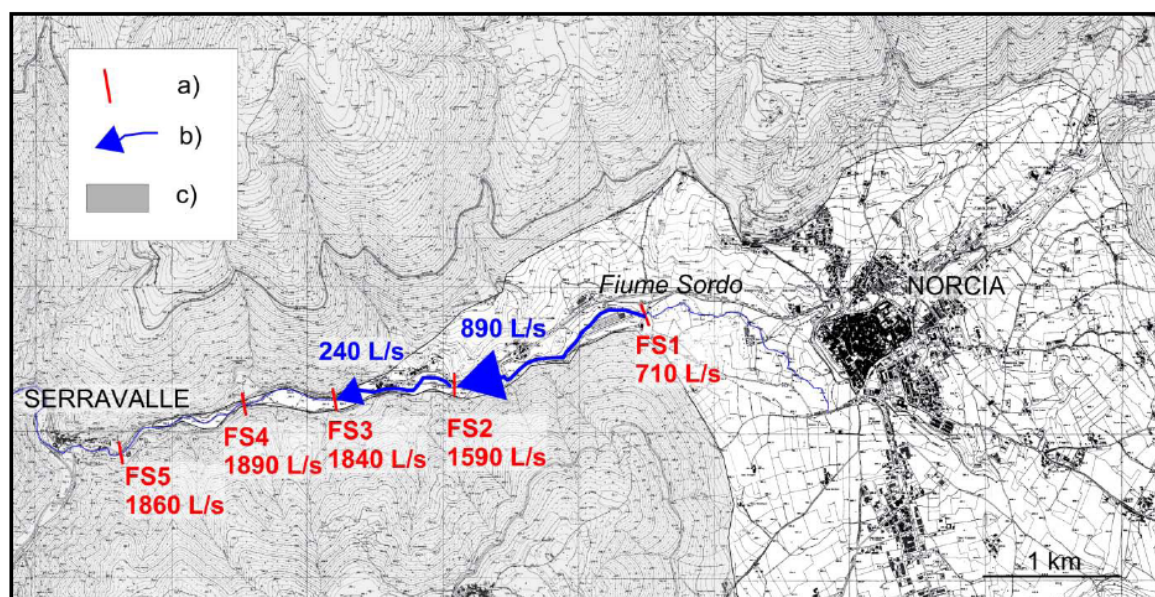 a)
b)
c)
Fiume Sordo
NORCIA
890 L/s
FS1
710 L/s
240 L/s
SERRAVALLE
FS2
1590 L/s
FS3
1840 L/s
FS4
1890 L/s
FS5
1860 L/s
1 km